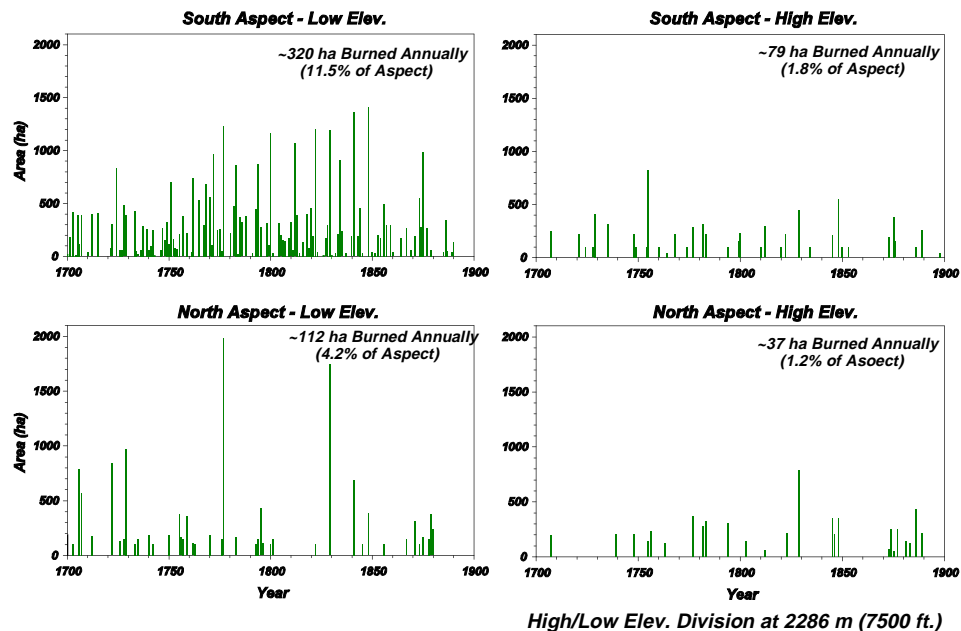 South Aspect - Low Elev.
~320 ha Burned Annually
(11.5% of Aspect)
Area (ha)
2000
1500
1000
500
0
1700 1750 1800 1850 1900
South Aspect - High Elev.
~79 ha Burned Annually
(1.8% of Aspect)
2000
1500
1000
500
0
1700 1750 1800 1850 1900
North Aspect - Low Elev.
~112 ha Burned Annually
(4.2% of Aspect)
Area (ha)
2000
1500
1000
500
0
1700 1750 1800 1850 1900
Year
North Aspect - High Elev.
~37 ha Burned Annually
(1.2% of Asoect)
2000
1500
1000
500
0
1700 1750 1800 1850 1900
Year
High/Low Elev. Division at 2286 m (7500 ft.)